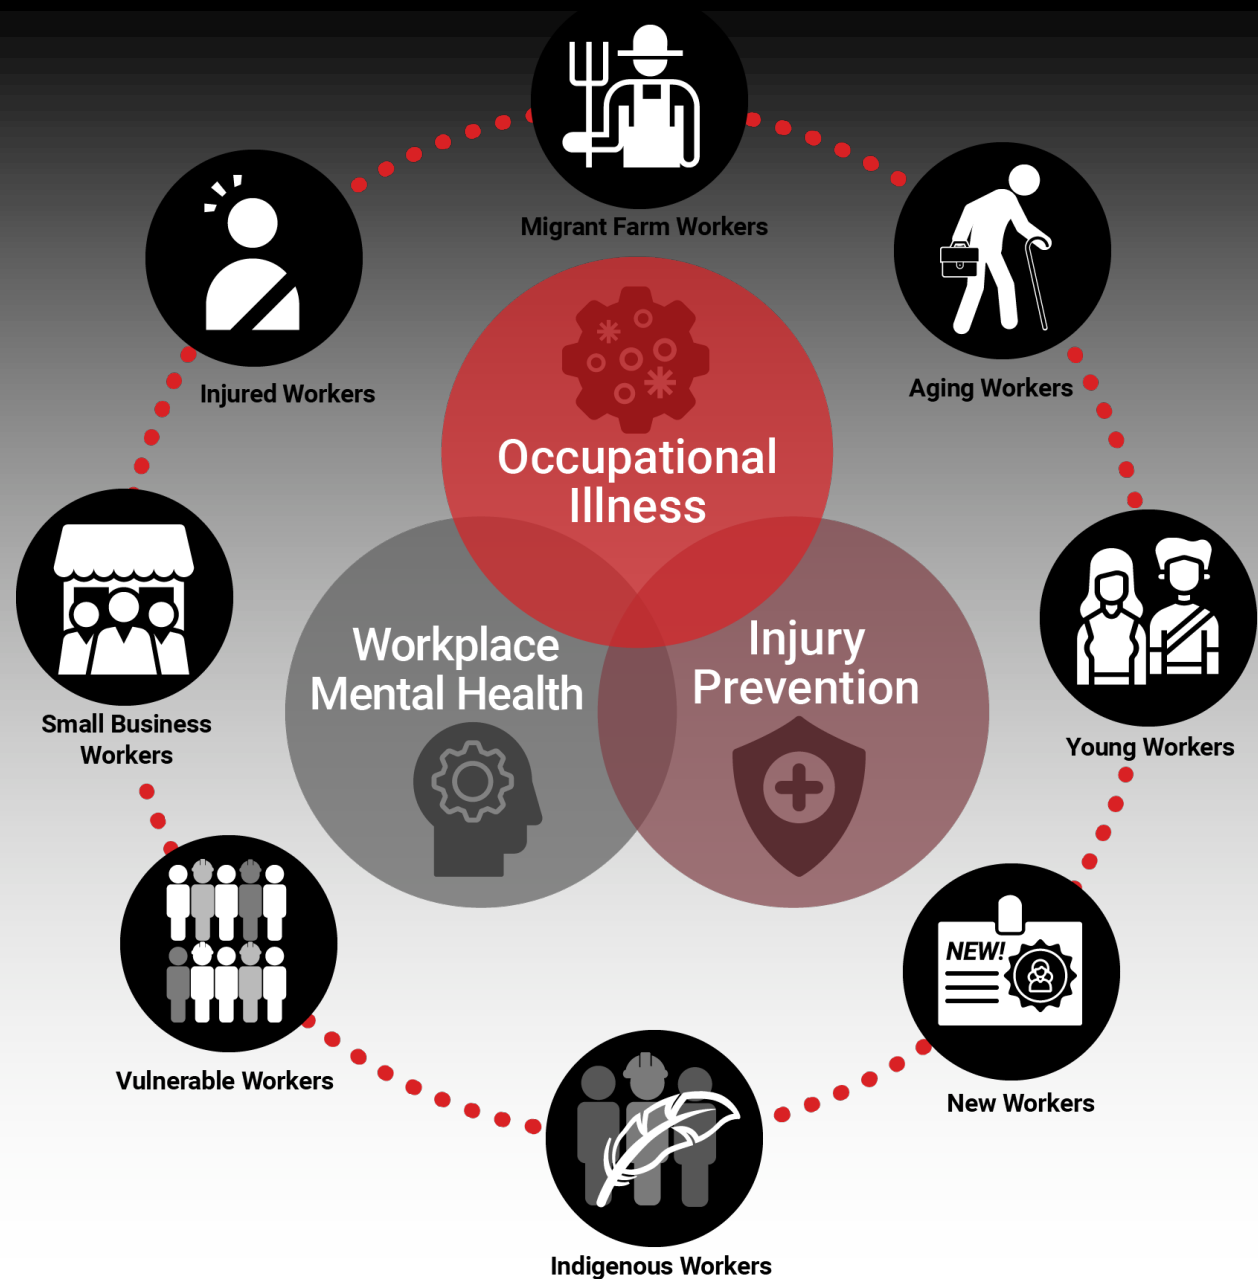 Migrant Farm Workers
Injured Workers
Aging Workers
Occupational
Illness
Workplace
Mental Health
Injury
Prevention
Small Business
Workers
Young Workers
NEW!
Vulnerable Workers
New Workers
Indigenous Workers